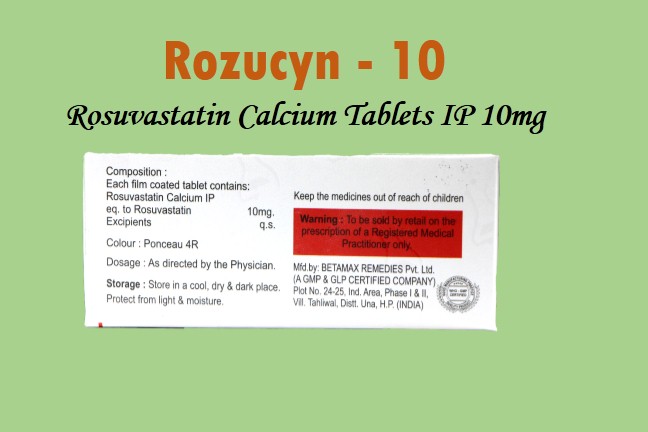 Rozucyn - 10
Rosuvastatin Calcium Tablets IP 10mg
Composition :
Each film coated tablet contains:
Rosuvastatin Calcium IP
eq. to Rosuvastatin 10mg.
Excipients q.s.
Colour : Ponceau 4R
Dosage : As directed by the Physician.
Storage : Store in a cool, dry & dark place.
Protect from light & moisture.
Keep the medicines out of reach of children
Warning : To be sold by retail on the
prescription of a Registered Medical
Practitioner only.
Mfd.by: BETAMAX REMEDIES Pvt. Ltd.
(A GMP & GLP CERTIFIED COMPANY)
Plot No. 24-25, Ind. Area, Phase I & II,
Vill. Tahliwal, Distt. Una, H.P. (INDIA)